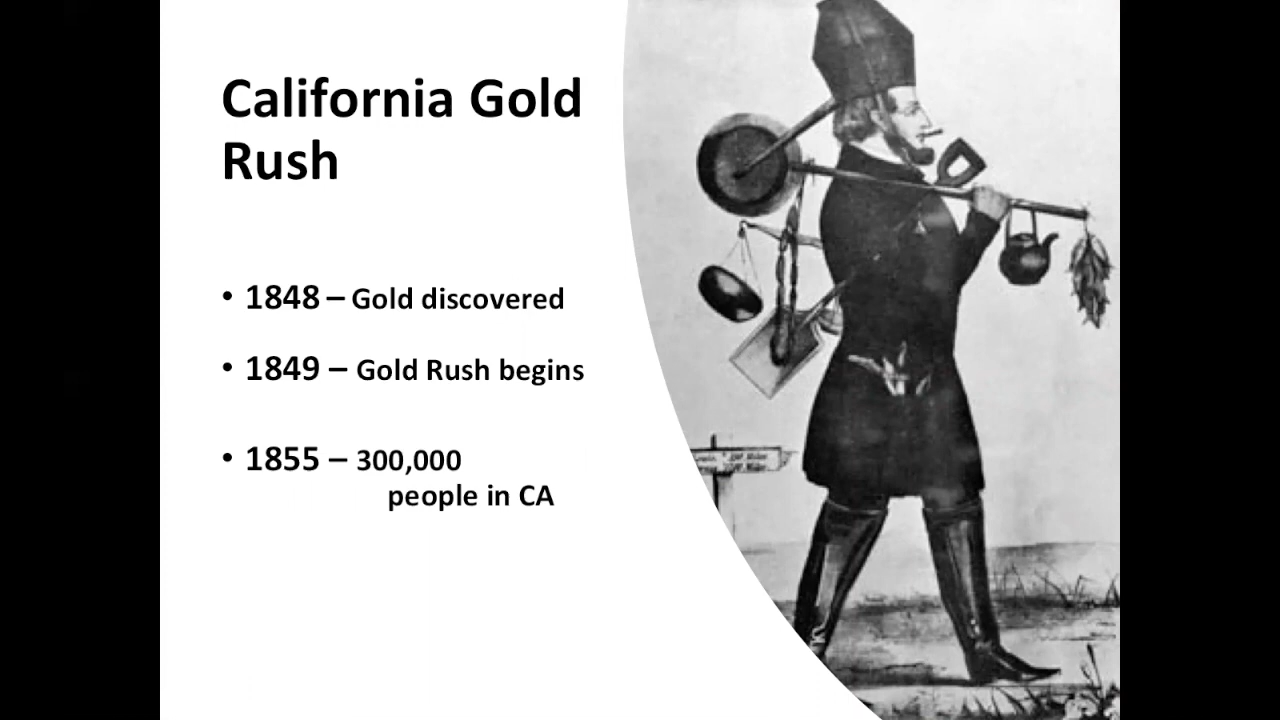 California Gold
Rush
• 1848 – Gold discovered
• 1849 – Gold Rush begins
• 1855 – 300,000
people in CA